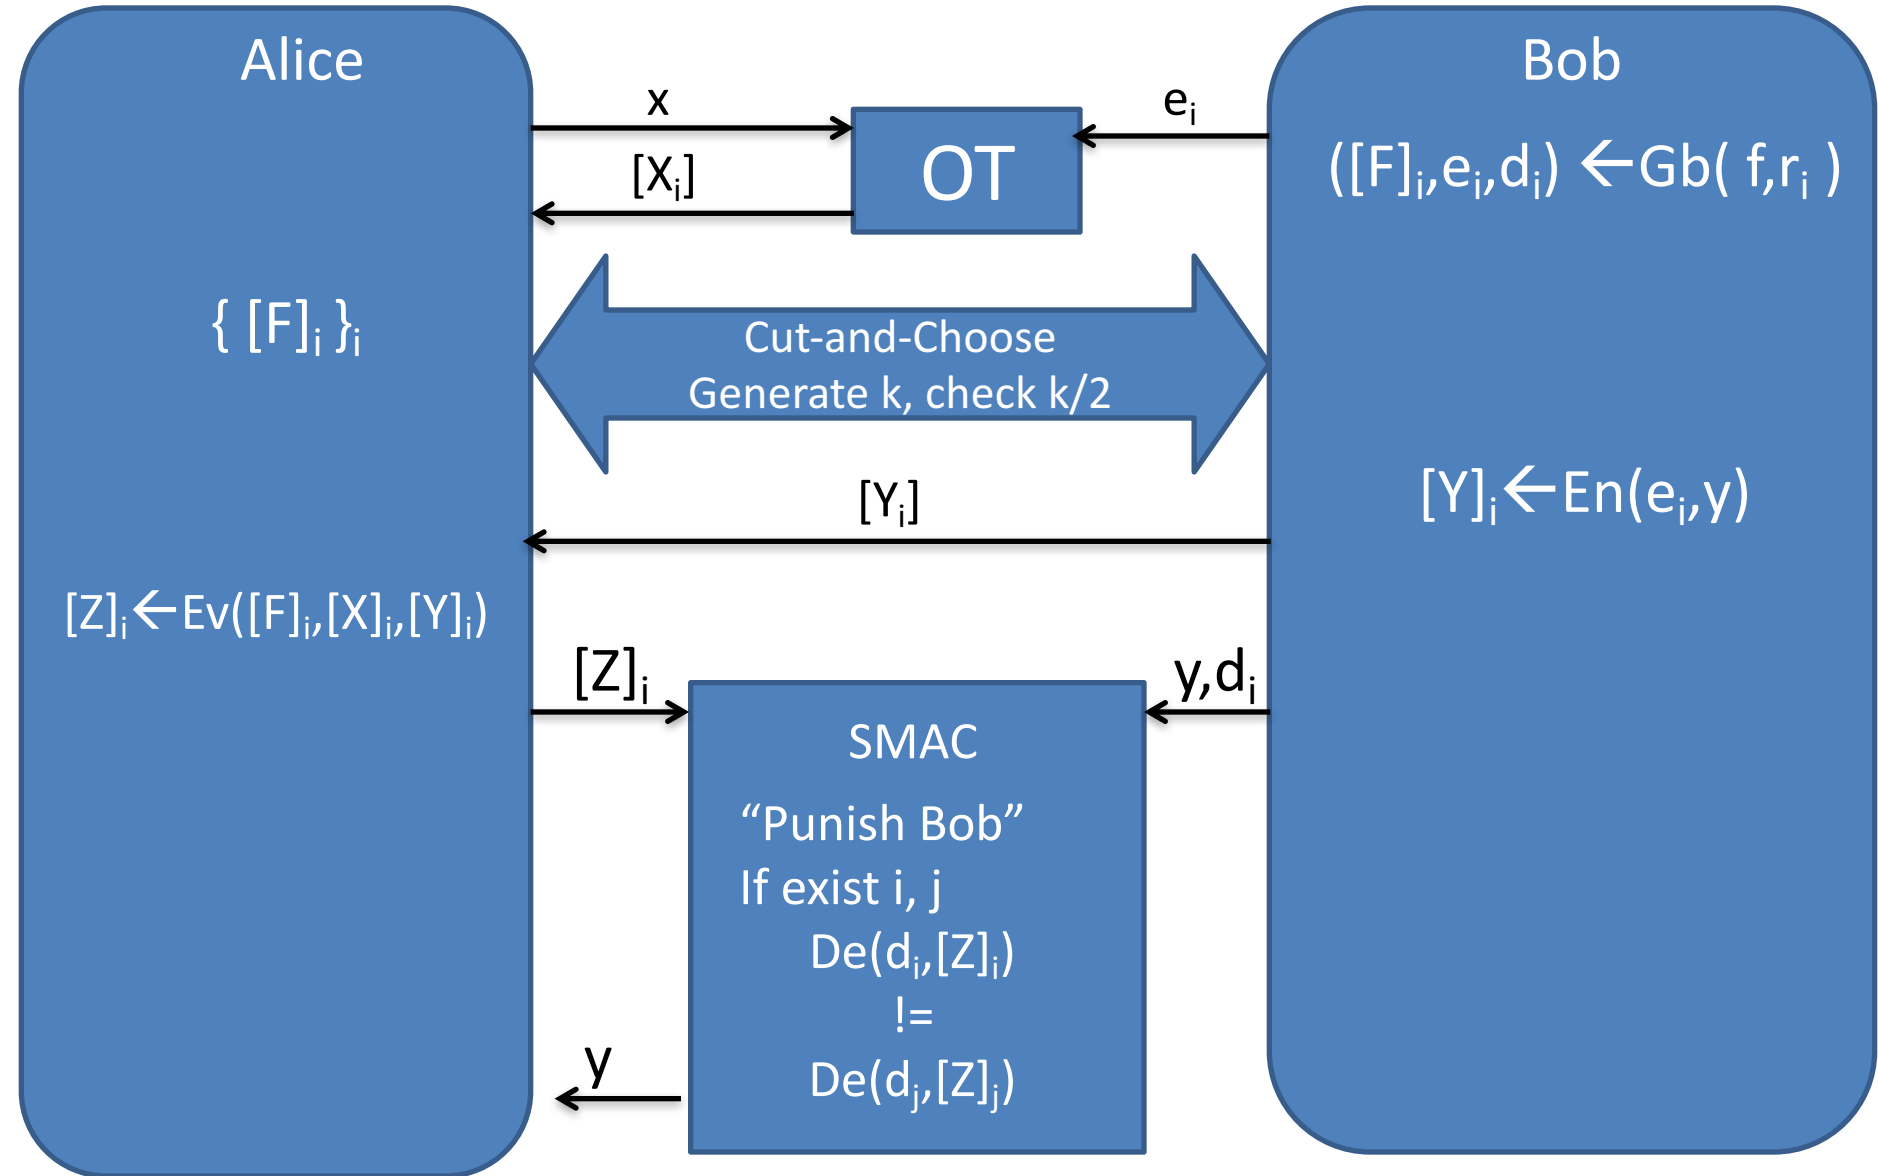 Alice
Bob
x
e_i
OT
[X_i]
([F]_i,e_i,d_i) ←Gb( f,r_i )
{ [F]_i }_i
Cut-and-Choose
Generate k, check k/2
[Y_i]
[Y]_i←En(e_i,y)
[Z]_i←Ev([F]_i,[X]_i,[Y]_i)
[Z]_i
y,d_i
SMAC
“Punish Bob”
If exist i, j
De(d_i,[Z]_i)
!=
De(d_j,[Z]_j)
y